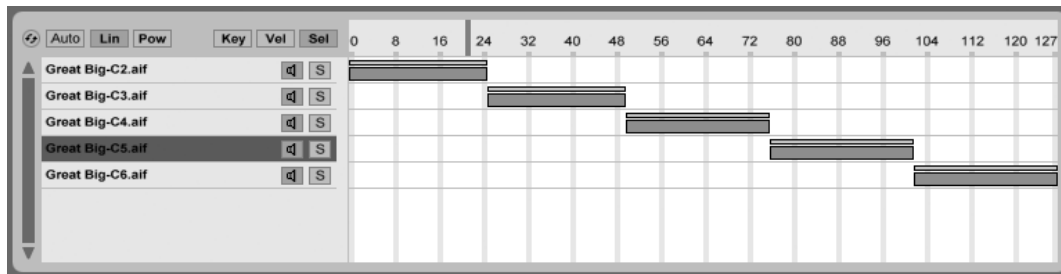 Auto Lin Pow Key Vel Sel 0 8 16 24 32 40 48 56 64 72 80 88 96 104 112 120 127
Great Big-C2.aif S
Great Big-C3.aif S
Great Big-C4.aif S
Great Big-C5.aif S
Great Big-C6.aif S